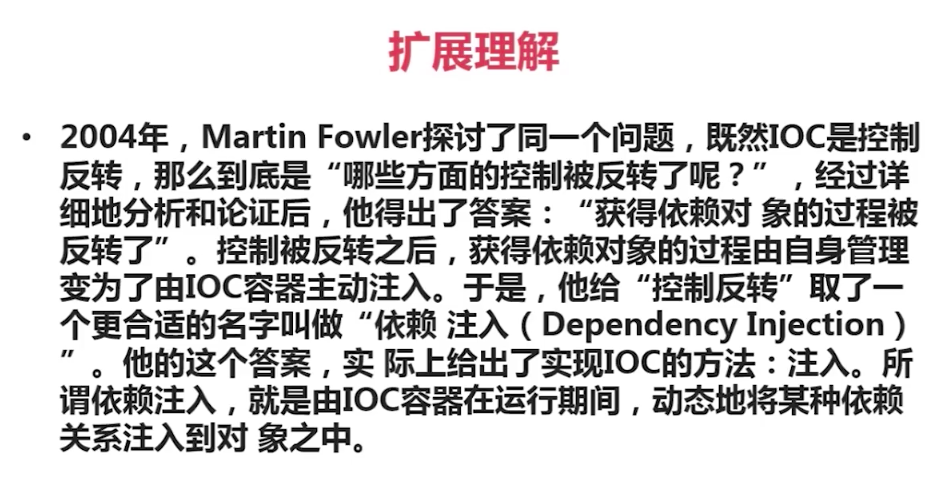 扩展理解
• 2004年，Martin Fowler探讨了同一个问题，既然IOC是控制
反转，那么到底是“哪些方面的控制被反转了呢？”，经过详
细地分析和论证后，他得出了答案：“获得依赖对 象的过程被
反转了”。控制被反转之后，获得依赖对象的过程由自身管理
变为了由IOC容器主动注入。于是，他给“控制反转”取了一
个更合适的名字叫做“依赖 注入（Dependency Injection）
”。他的这个答案，实 际上给出了实现IOC的方法：注入。所
谓依赖注入，就是由IOC容器在运行期间，动态地将某种依赖
关系注入到对 象之中。